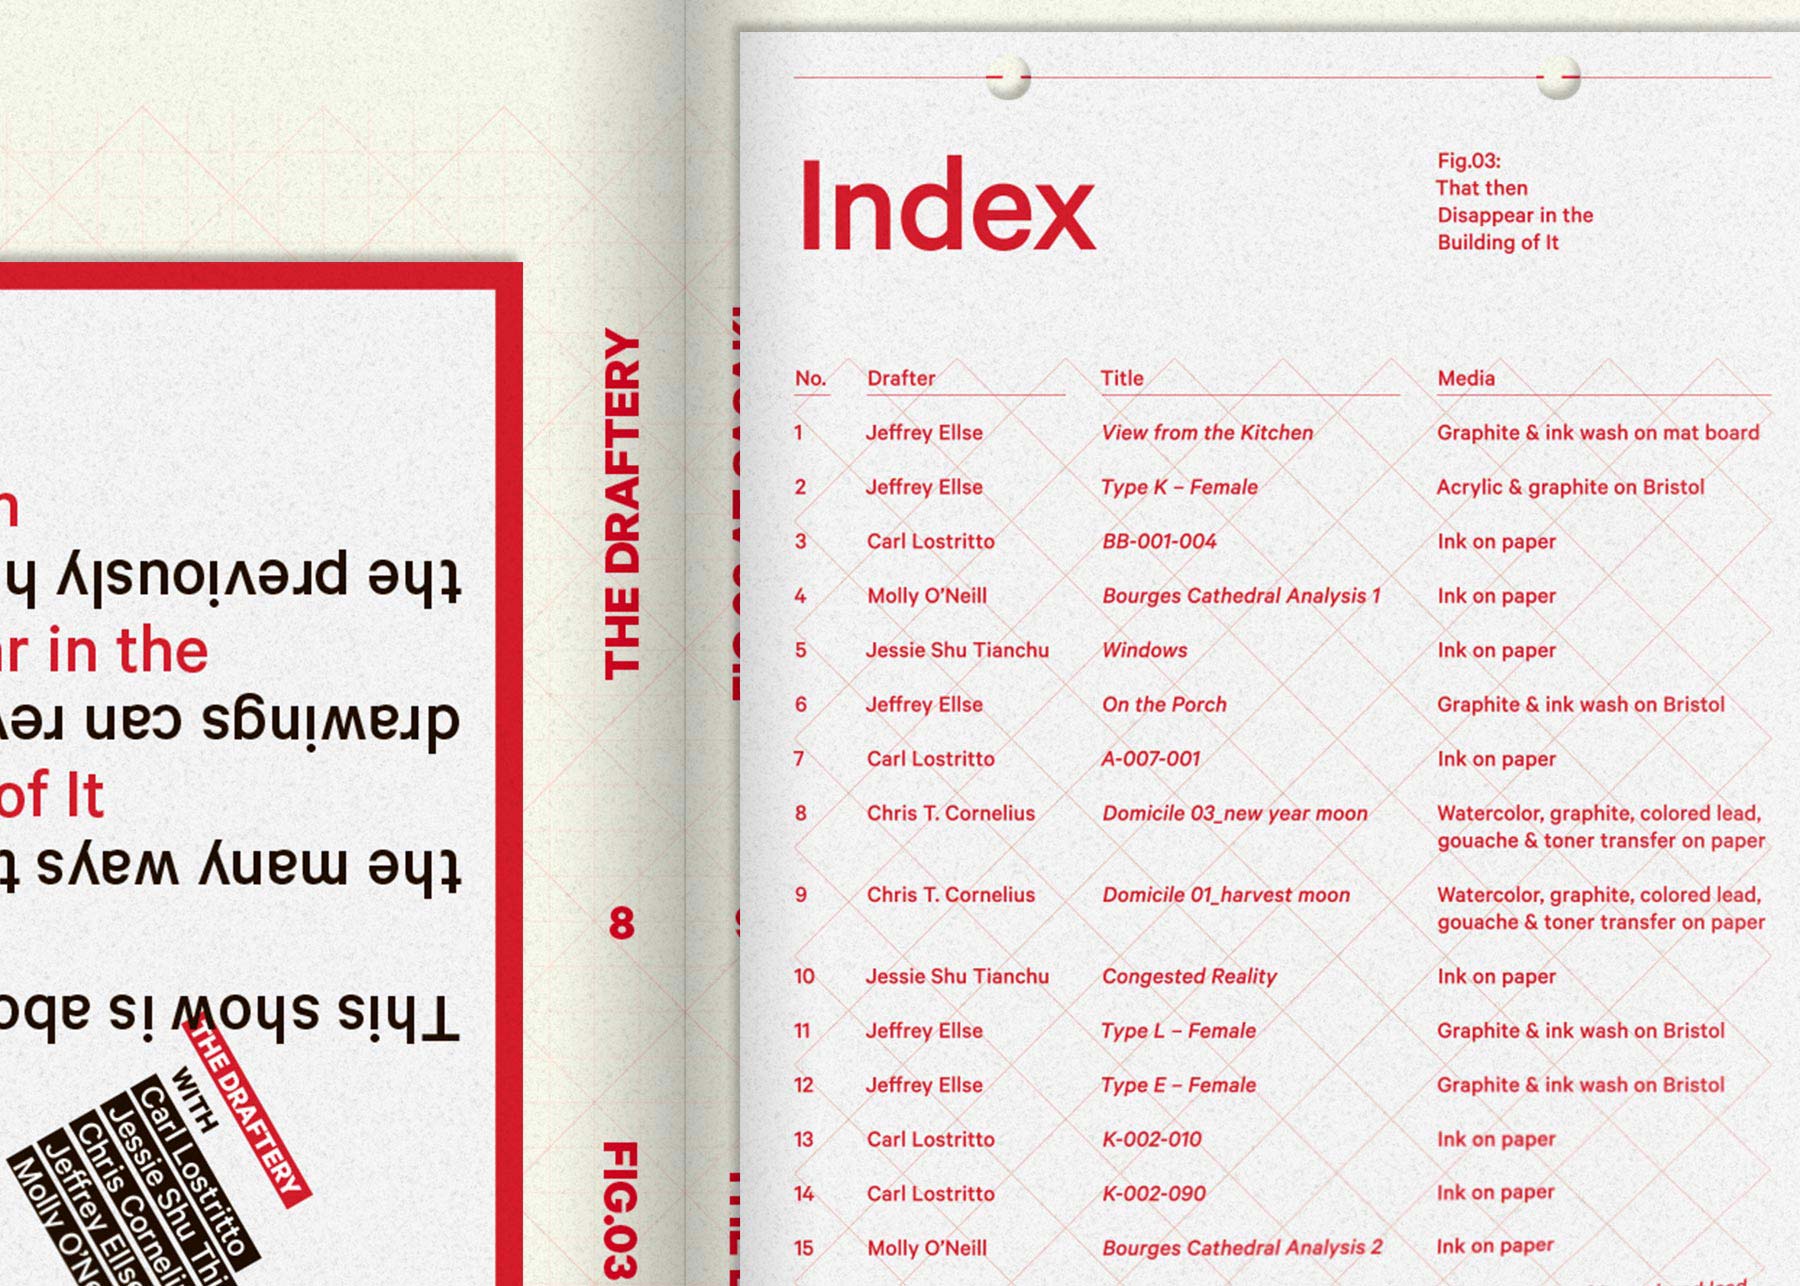 n
the previously h
ar in the
drawings can rev
of It
the many ways t
This show is abo
THE DRAFTERY
WITH
Carl Lostritto
Jessie Shu Thi
Chris Corneli
Jeffrey Ellse
Molly O'Ne
THE DRAFTERY
8
FIG.03
Index
Fig.03:
That then
Disappear in the
Building of It
No. Drafter Title Media
1 Jeffrey Ellse View from the Kitchen Graphite & ink wash on mat board
2 Jeffrey Ellse Type K – Female Acrylic & graphite on Bristol
3 Carl Lostritto BB-001-004 Ink on paper
4 Molly O’Neill Bourges Cathedral Analysis 1 Ink on paper
5 Jessie Shu Tianchu Windows Ink on paper
6 Jeffrey Ellse On the Porch Graphite & ink wash on Bristol
7 Carl Lostritto A-007-001 Ink on paper
8 Chris T. Cornelius Domicile 03_new year moon Watercolor, graphite, colored lead,
gouache & toner transfer on paper
9 Chris T. Cornelius Domicile 01_harvest moon Watercolor, graphite, colored lead,
gouache & toner transfer on paper
10 Jessie Shu Tianchu Congested Reality Ink on paper
11 Jeffrey Ellse Type L – Female Graphite & ink wash on Bristol
12 Jeffrey Ellse Type E – Female Graphite & ink wash on Bristol
13 Carl Lostritto K-002-010 Ink on paper
14 Carl Lostritto K-002-090 Ink on paper
15 Molly O’Neill Bourges Cathedral Analysis 2 Ink on paper